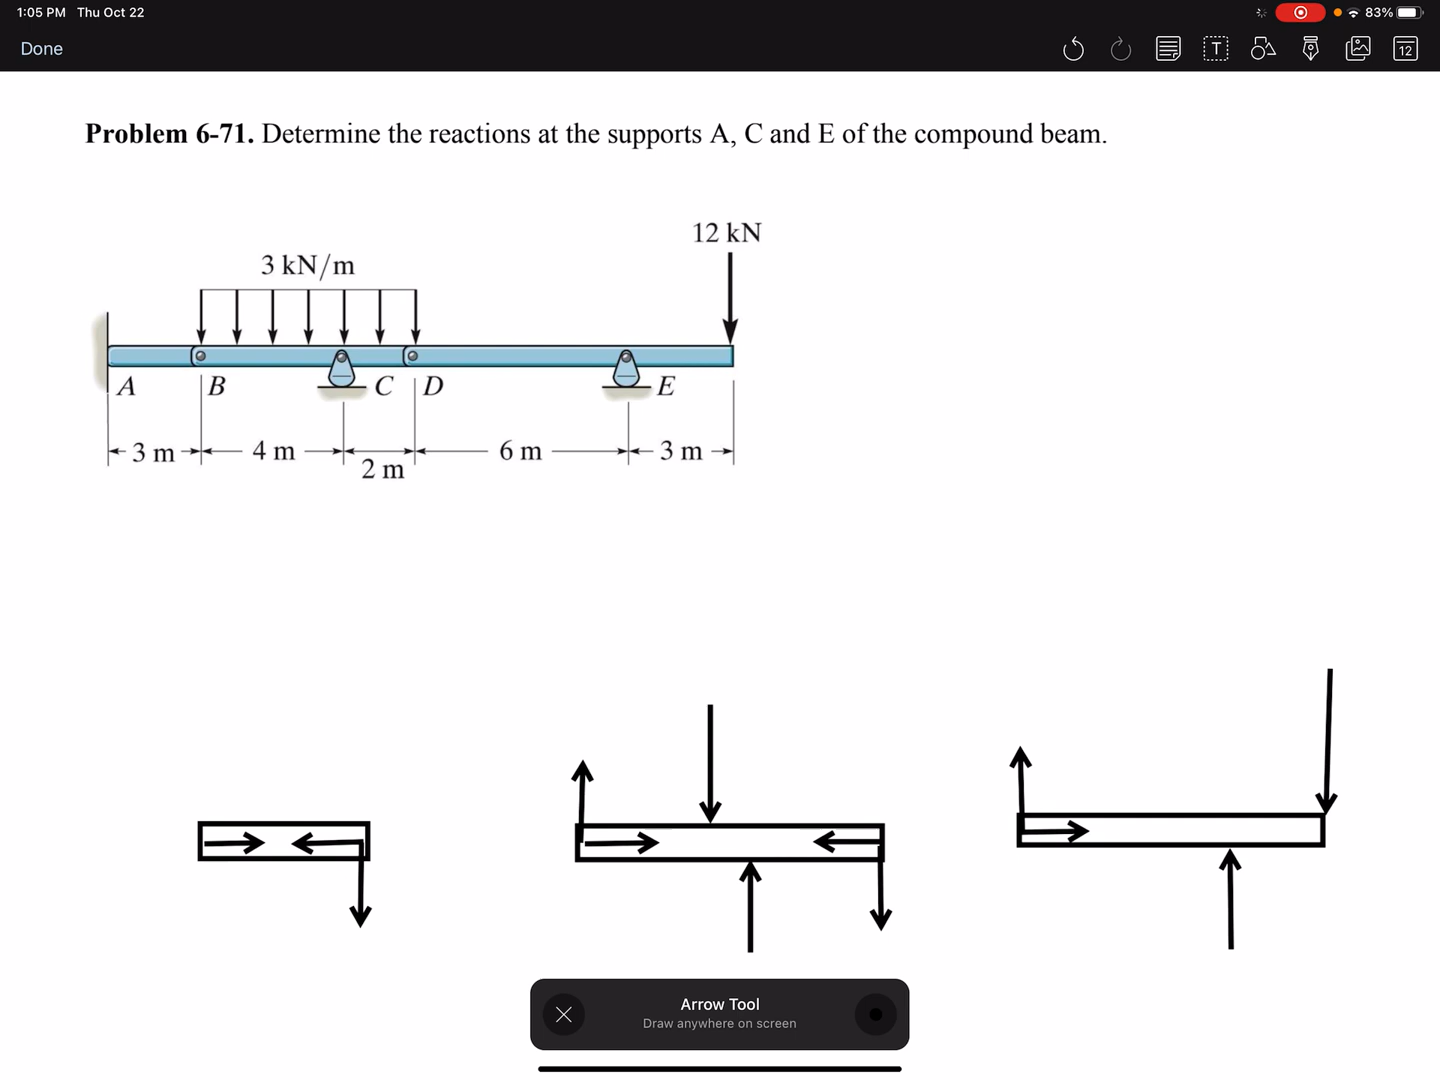 1:05 PM Thu Oct 22
83%
Done
T
12
Problem 6-71. Determine the reactions at the supports A, C and E of the compound beam.
12 kN
3 kN/m
A
B
C
D
E
3 m
4 m
2 m
6 m
3 m
Arrow Tool
Draw anywhere on screen